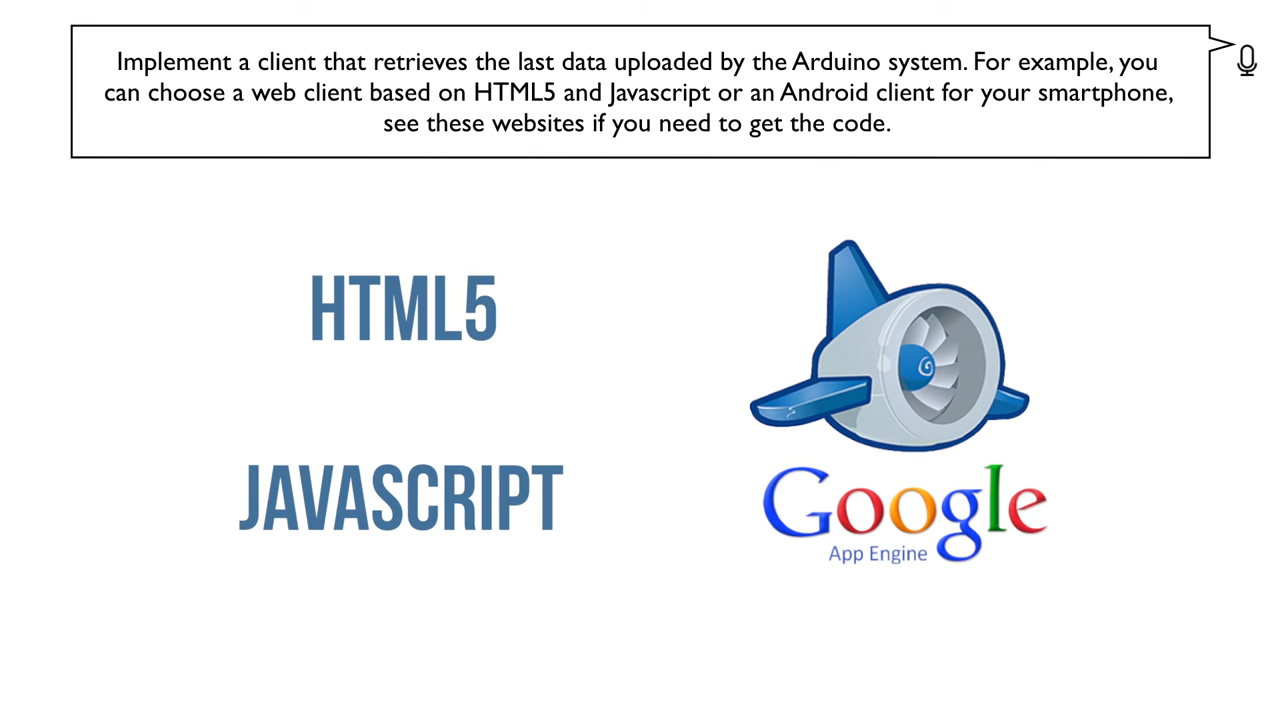 Implement a client that retrieves the last data uploaded by the Arduino system. For example, you
can choose a web client based on HTML5 and Javascript or an Android client for your smartphone,
see these websites if you need to get the code.
HTML5
JAVASCRIPT
Google
App Engine